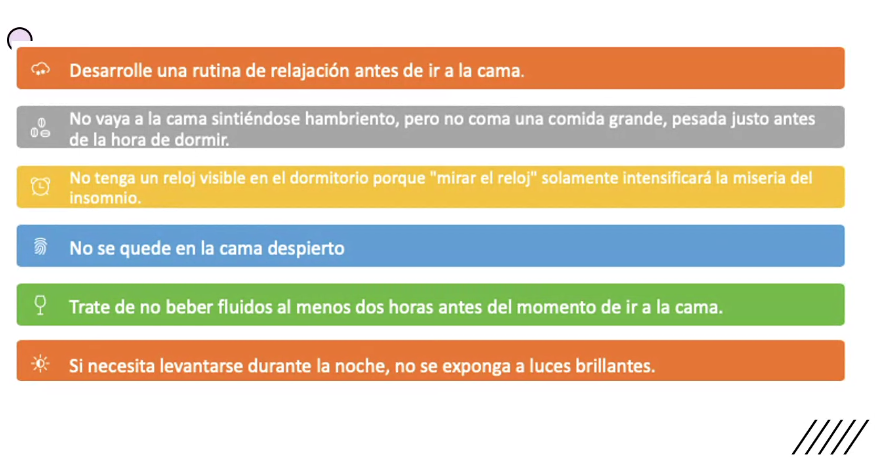 Desarrolle una rutina de relajación antes de ir a la cama.
No vaya a la cama sintiéndose hambriento, pero no coma una comida grande, pesada justo antes
de la hora de dormir.
No tenga un reloj visible en el dormitorio porque "mirar el reloj" solamente intensificará la miseria del
insomnio.
No se quede en la cama despierto
Trate de no beber fluidos al menos dos horas antes del momento de ir a la cama.
Si necesita levantarse durante la noche, no se exponga a luces brillantes.